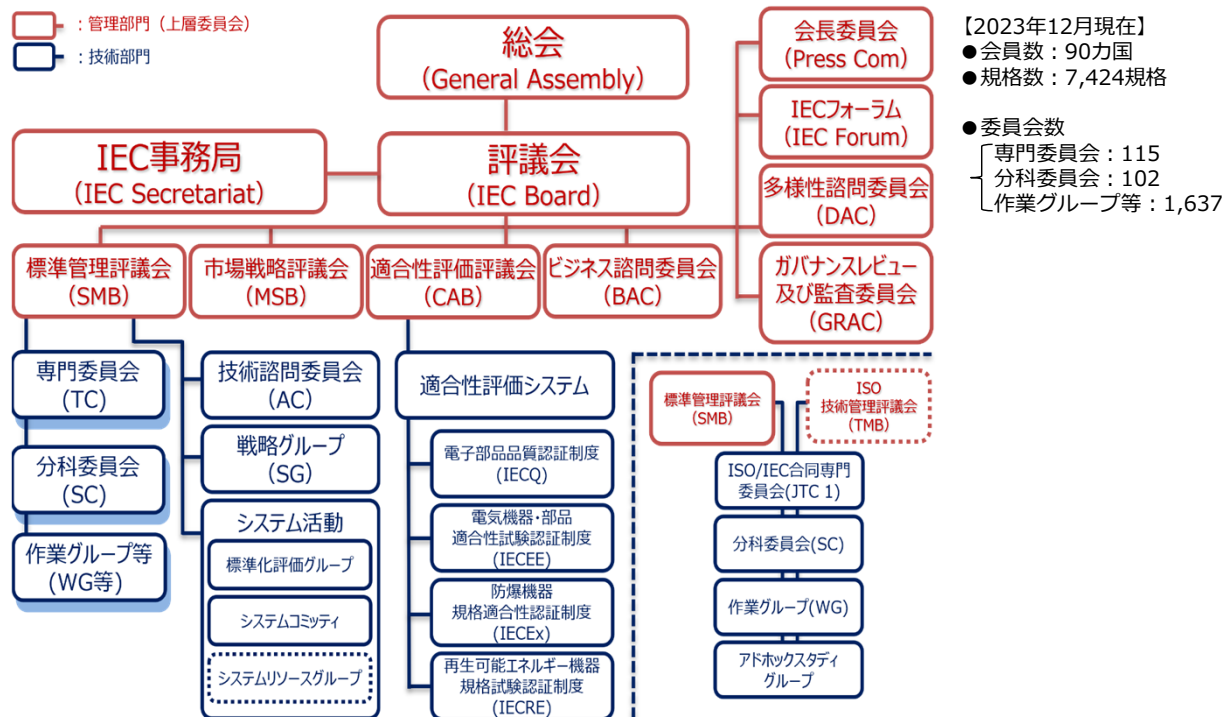 ：管理部門（上層委員会）
：技術部門
総会
（General Assembly）
IEC事務局
（IEC Secretariat）
評議会
（IEC Board）
会長委員会
（Press Com）
IECフォーラム
（IEC Forum）
多様性諮問委員会
（DAC）
ガバナンスレビュー
及び監査委員会
（GRAC）
【2023年12月現在】
●会員数：90カ国
●規格数：7,424規格
●委員会数
専門委員会：115
分科委員会：102
作業グループ等：1,637
標準管理評議会
（SMB）
市場戦略評議会
（MSB）
適合性評価評議会
（CAB）
ビジネス諮問委員会
（BAC）
専門委員会
（TC）
分科委員会
（SC）
作業グループ等
（WG等）
技術諮問委員会
（AC）
戦略グループ
（SG）
システム活動
標準化評価グループ
システムコミッティ
システムリソースグループ
適合性評価システム
電子部品品質認証制度
（IECQ）
電気機器・部品
適合性試験認証制度
（IECEE）
防爆機器
規格適合性認証制度
（IECEx）
再生可能エネルギー機器
規格試験認証制度
（IECRE）
標準管理評議会
（SMB）
ISO
技術管理評議会
（TMB）
ISO/IEC合同専門
委員会(JTC 1)
分科委員会(SC)
作業グループ(WG)
アドホックスタディ
グループ